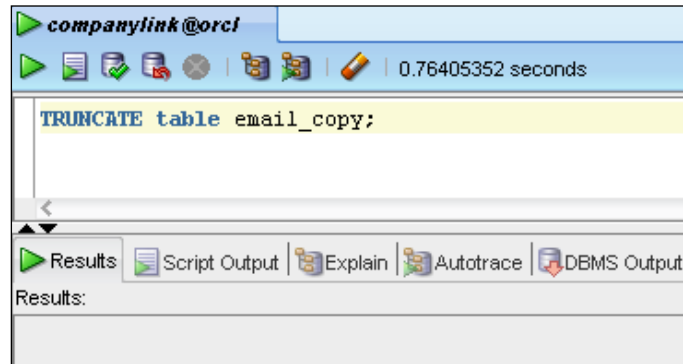 companylink@orcl
0.76405352 seconds
TRUNCATE table email_copy;
Results Script Output Explain Autotrace DBMS Output
Results: